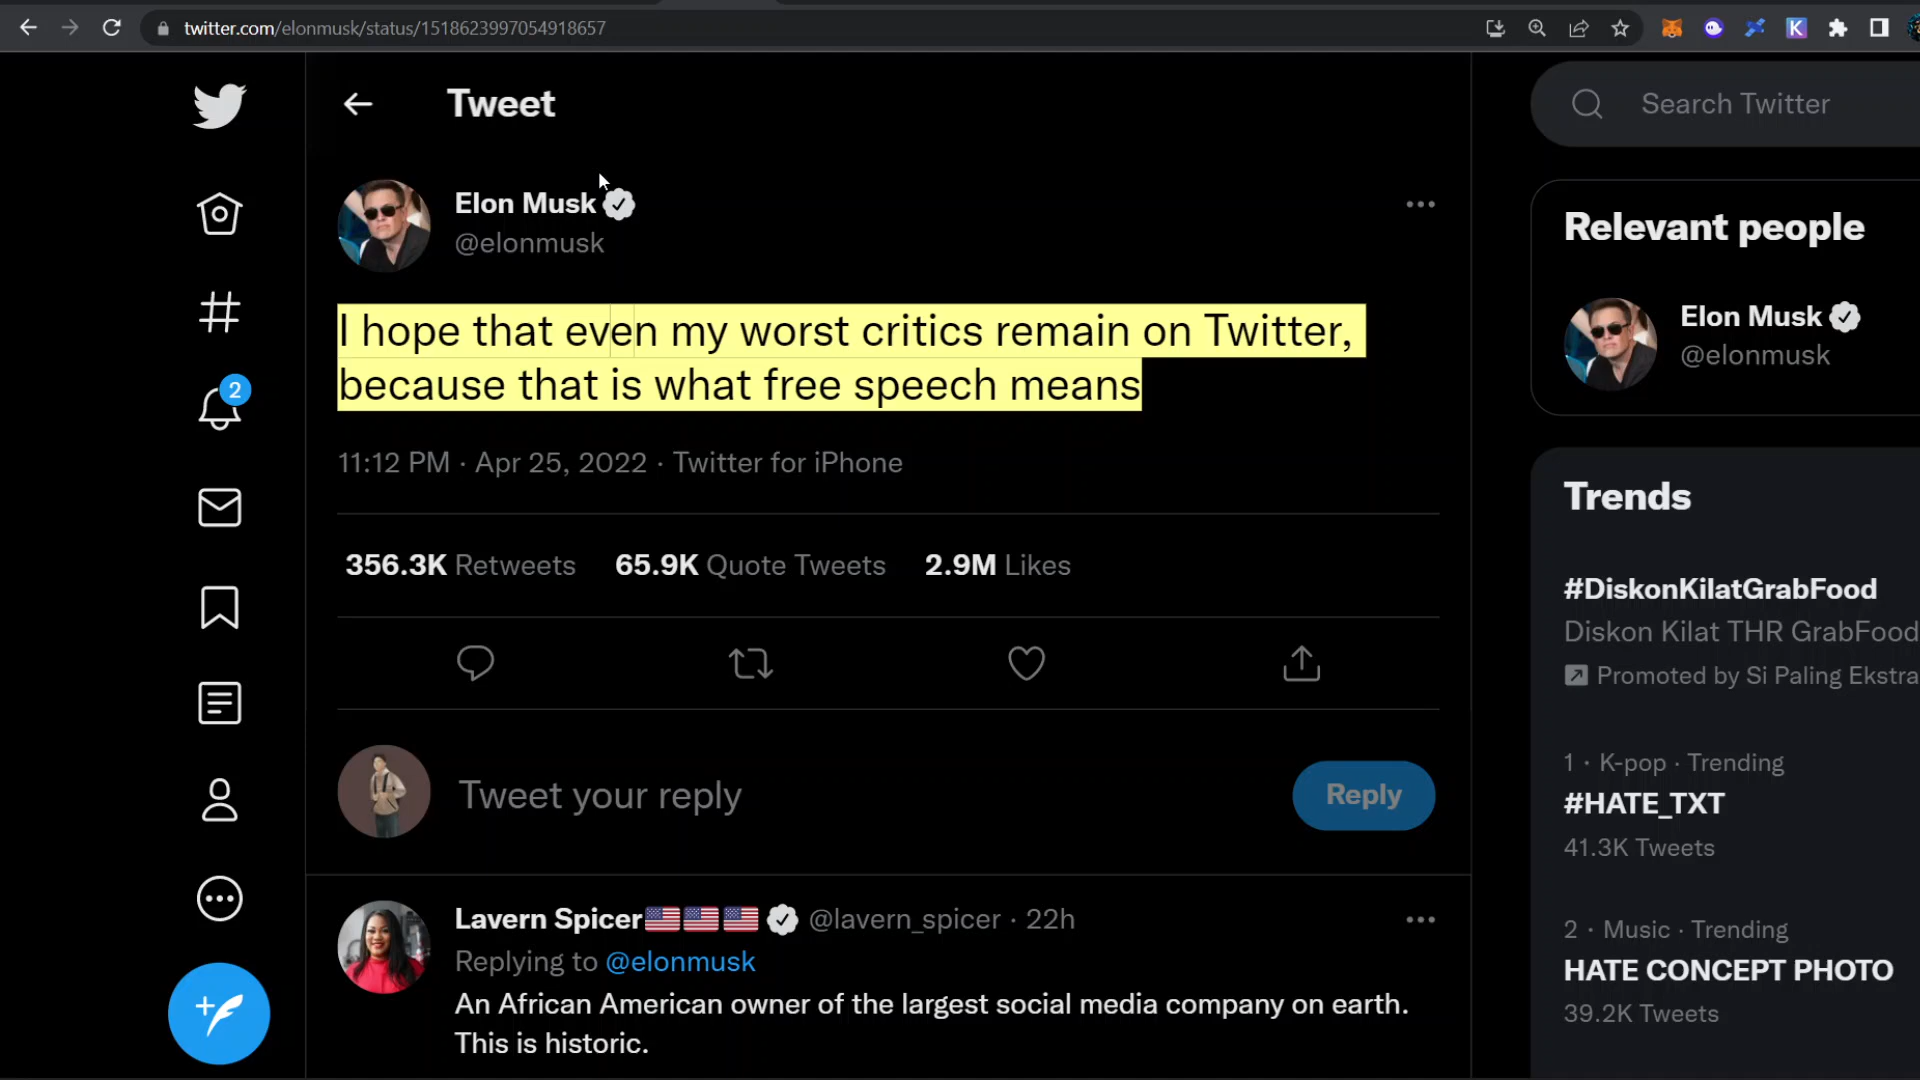 twitter.com/elonmusk/status/1518623997054918657
K
Tweet
Search Twitter
Elon Musk
@elonmusk
I hope that even my worst critics remain on Twitter,
because that is what free speech means
11:12 PM · Apr 25, 2022 · Twitter for iPhone
356.3K Retweets 65.9K Quote Tweets 2.9M Likes
Tweet your reply
Reply
Lavern Spicer🇺🇸🇺🇸🇺🇸 @lavern_spicer · 22h
Replying to @elonmusk
An African American owner of the largest social media company on earth.
This is historic.
2
Relevant people
Elon Musk
@elonmusk
Trends
#DiskonKilatGrabFood
Diskon Kilat THR GrabFood
Promoted by Si Paling Ekstra
1 · K-pop · Trending
#HATE_TXT
41.3K Tweets
2 · Music · Trending
HATE CONCEPT PHOTO
39.2K Tweets